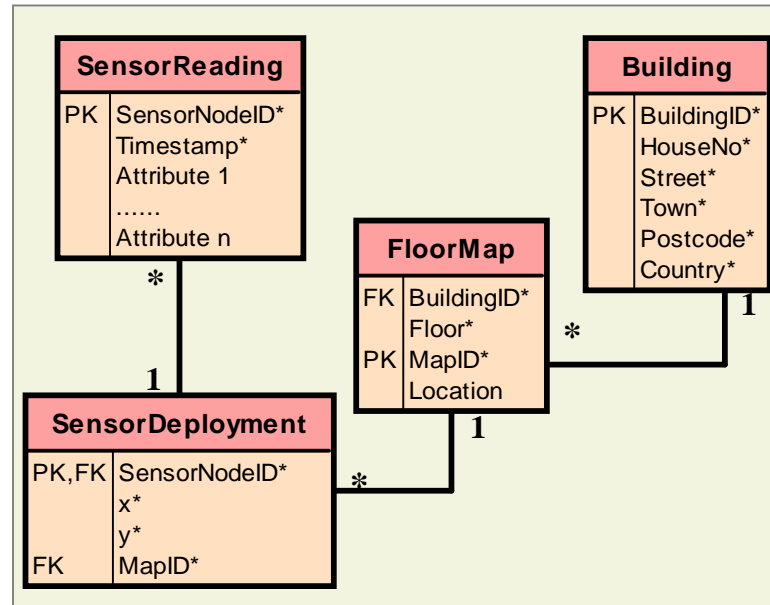 SensorReading
PK SensorNodeID*
Timestamp*
Attribute 1
......
Attribute n
*
1
SensorDeployment
PK,FK SensorNodeID*
x*
y*
FK MapID*
*
1
FloorMap
FK BuildingID*
Floor*
PK MapID*
Location
*
1
Building
PK BuildingID*
HouseNo*
Street*
Town*
Postcode*
Country*